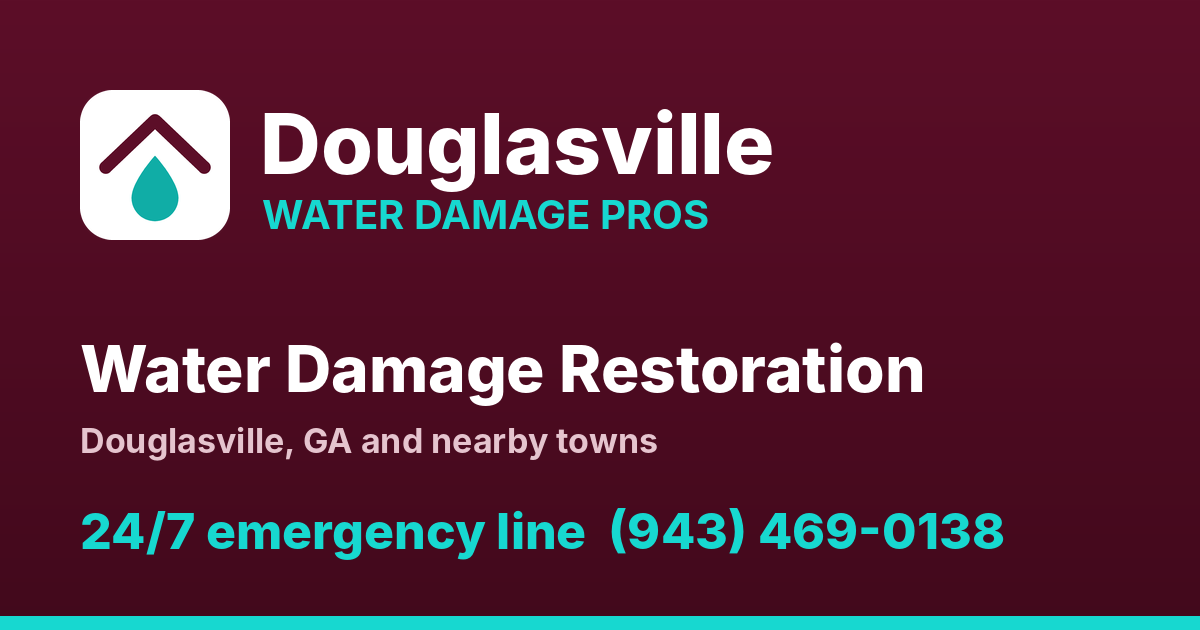 Douglasville
WATER DAMAGE PROS
Water Damage Restoration
Douglasville, GA and nearby towns
24/7 emergency line (943) 469-0138